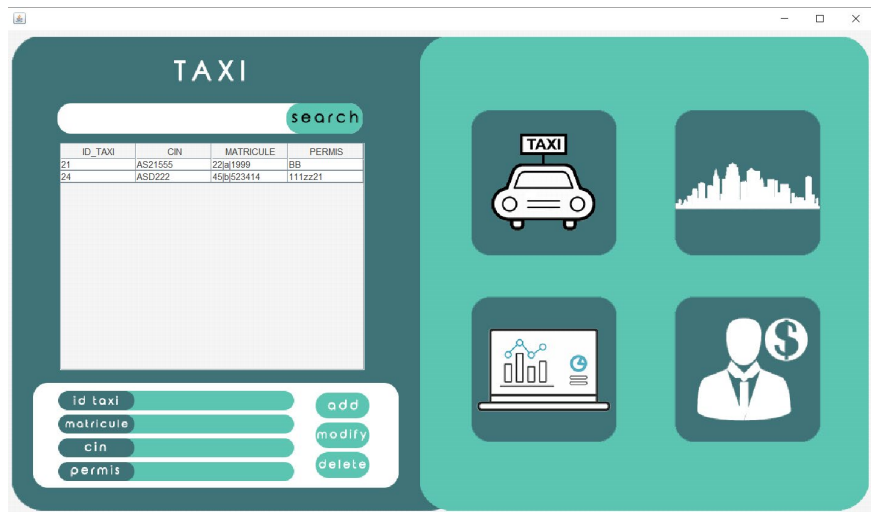 TAXI
search
ID_TAXI CIN MATRICULE PERMIS
21 AS21555 22|a|1999 BB
24 ASD222 45|b|523414 111zz21
id taxi
matricule
cin
permis
add
modify
delete
TAXI
$